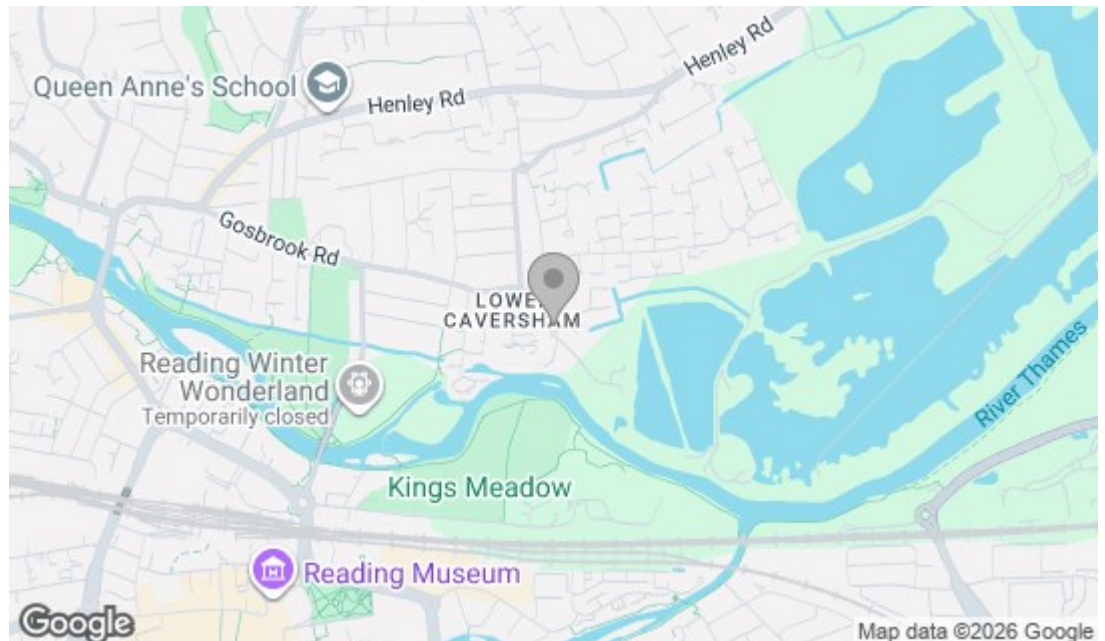 Henley Rd
Queen Anne's School
Henley Rd
Gosbrook Rd
LOWER
CAVERSHAM
Reading Winter
Wonderland
Temporarily closed
River Thames
Kings Meadow
Reading Museum
Google
Map data ©2026 Google